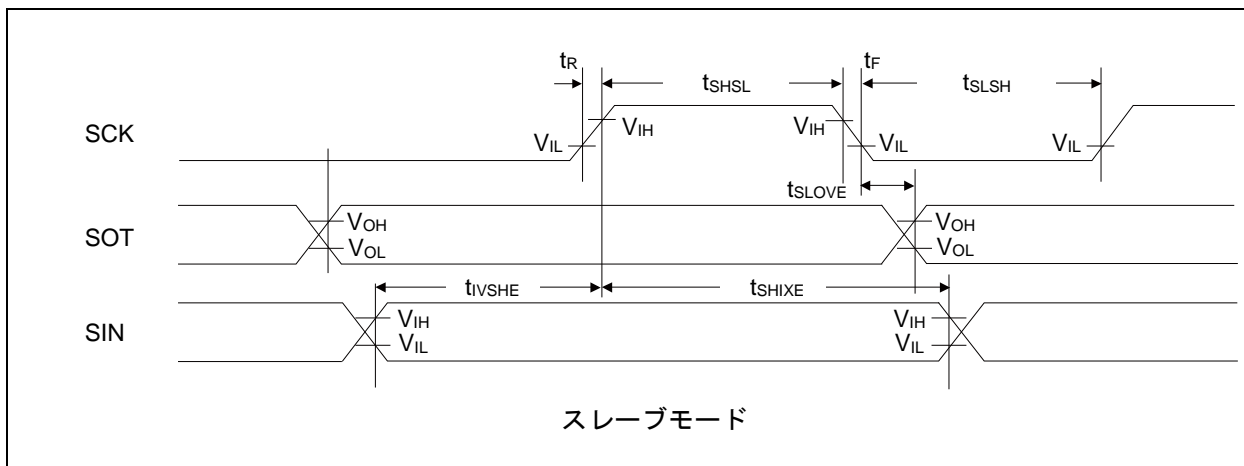 tR tSHSL tF tSLSH
SCK VIL VIH VIH VIL VIL
tSLOVE
SOT VOH VOL VOH VOL
tIVSHE tSHIXE
SIN VIH VIL VIH VIL
スレーブモード